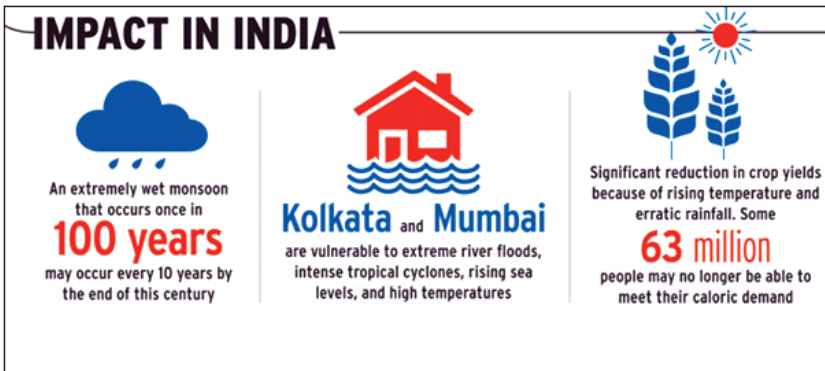 IMPACT IN INDIA
An extremely wet monsoon
that occurs once in
100 years
may occur every 10 years by
the end of this century
Kolkata and Mumbai
are vulnerable to extreme river floods,
intense tropical cyclones, rising sea
levels, and high temperatures
Significant reduction in crop yields
because of rising temperature and
erratic rainfall. Some
63 million
people may no longer be able to
meet their caloric demand